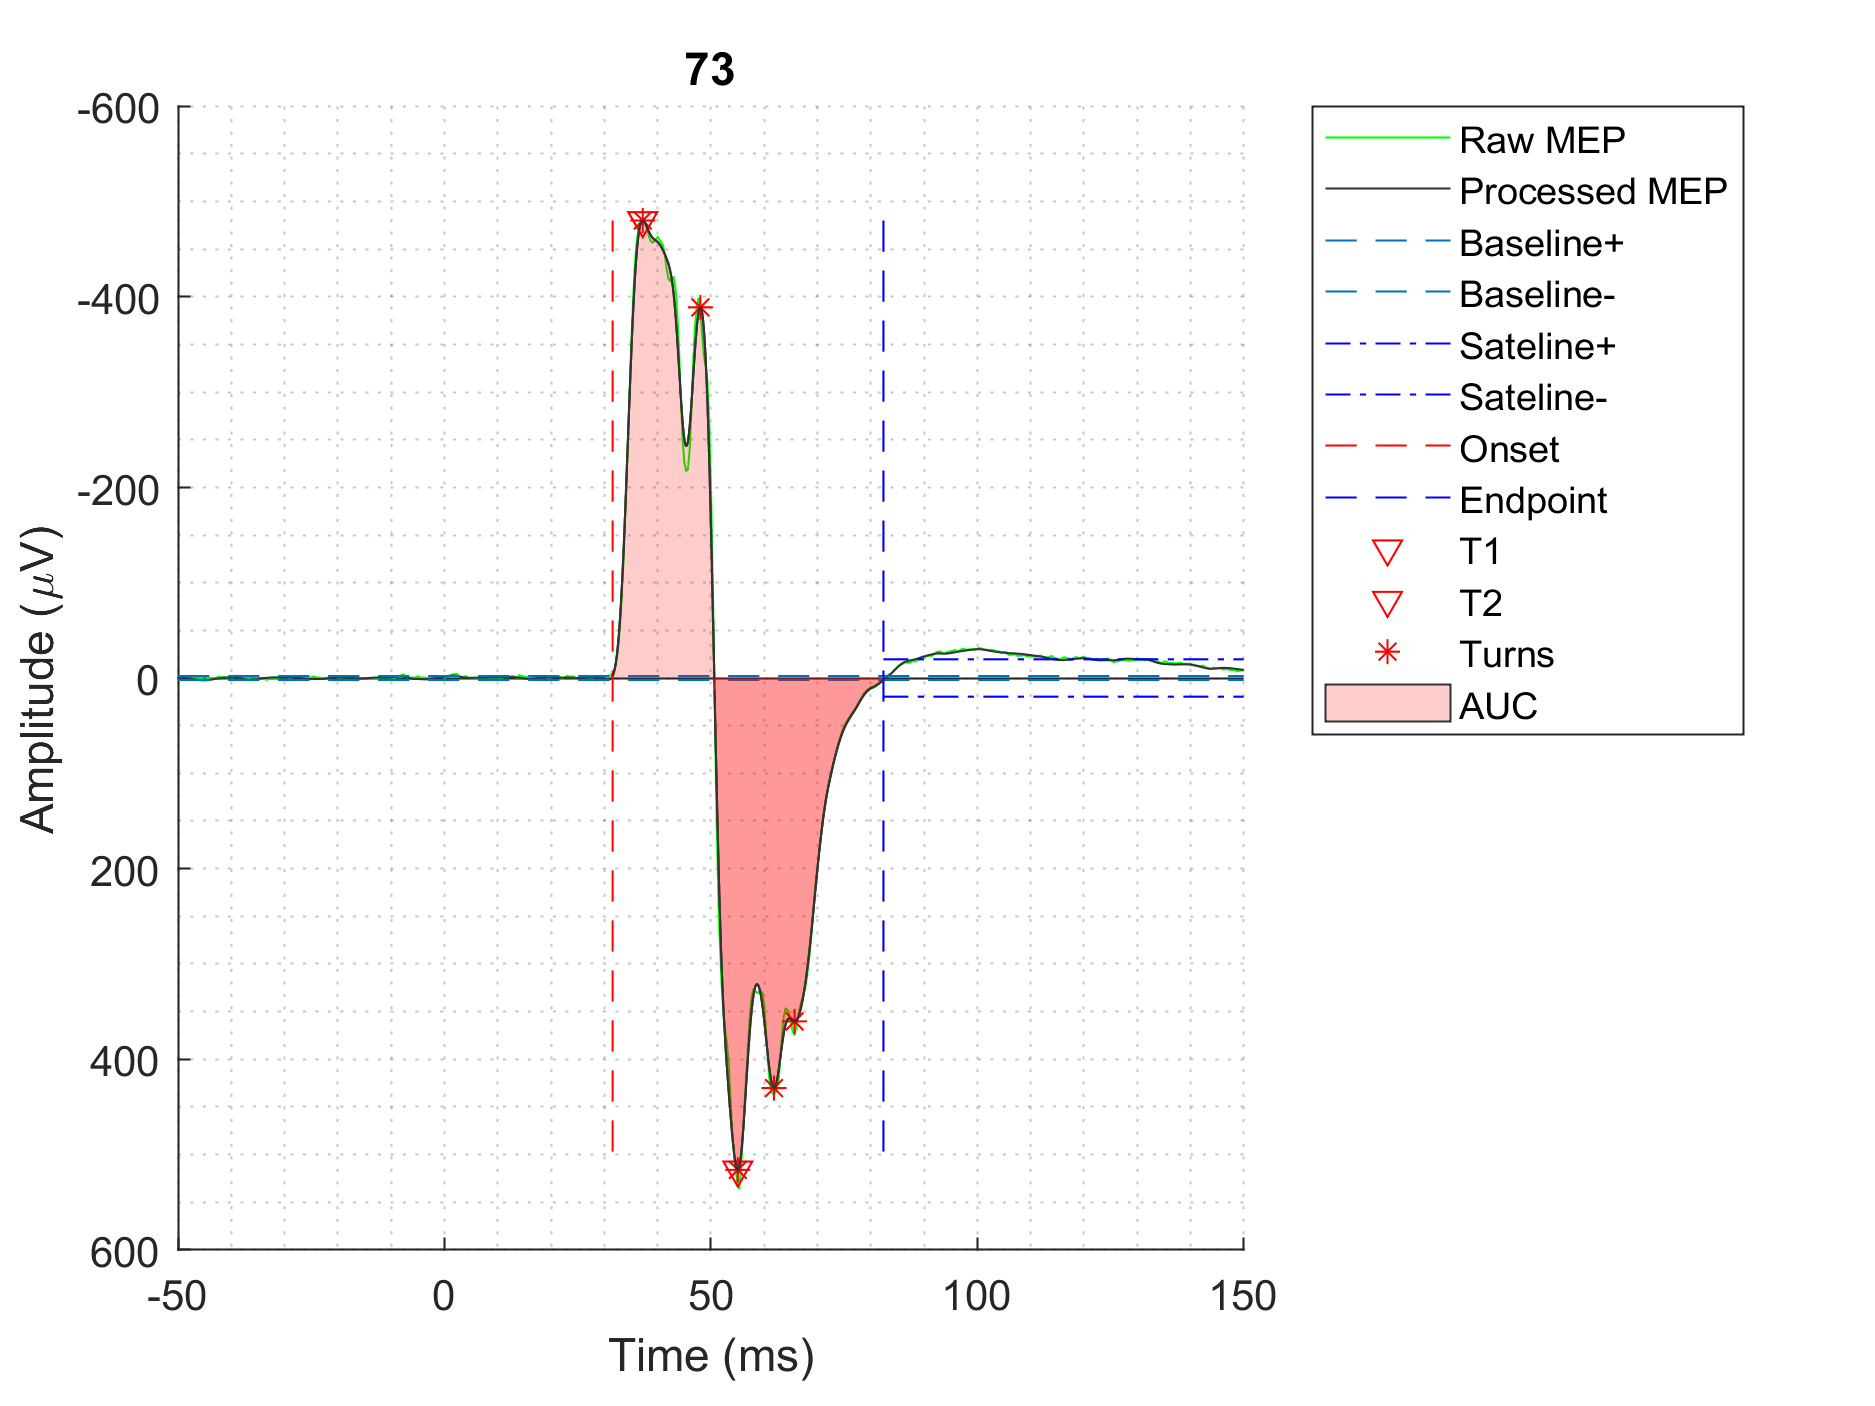 73
-600
-400
-200
0
200
400
600
Amplitude (μV)
-50
0
50
100
150
Time (ms)
Raw MEP
Processed MEP
Baseline+
Baseline-
Sateline+
Sateline-
Onset
Endpoint
T1
T2
Turns
AUC